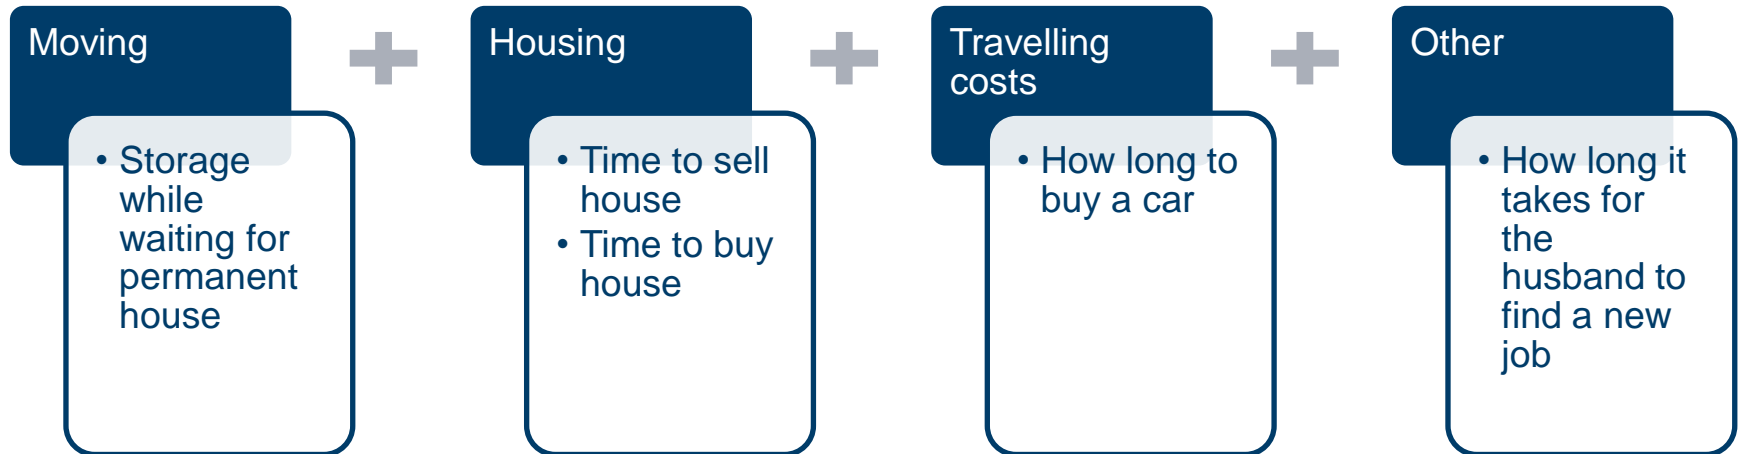 Moving
• Storage
while
waiting for
permanent
house
Housing
• Time to sell
house
• Time to buy
house
Travelling
costs
• How long to
buy a car
Other
• How long it
takes for
the
husband to
find a new
job